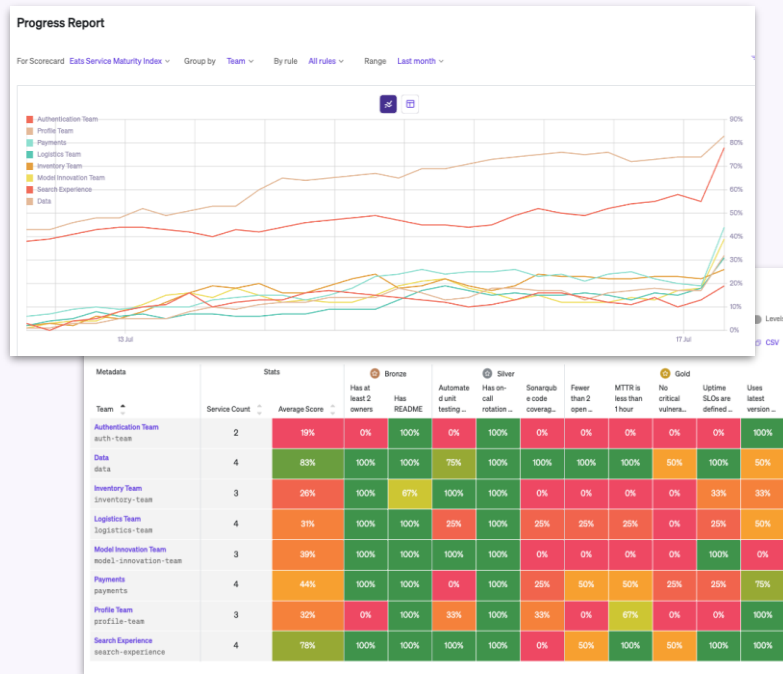 Progress Report
For Scorecard Eats Service Maturity Index Group by Team By rule All rules Range Last month
Authentication Team
Profile Team
Payments
Logistics Team
Inventory Team
Model Innovation Team
Search Experience
Data
90%
80%
70%
60%
50%
40%
30%
20%
10%
0%
13 Jul 17 Jul
Levels
CSV
Metadata Stats Bronze Silver Gold
Team Service Count Average Score Has at least 2 owners Has README Automate d unit testing ... Has on-call rotation ... Sonarqub e code coverag... Fewer than 2 open ... MTTR is less than 1 hour No critical vulnera... Uptime SLOs are defined ... Uses latest version ...
Authentication Team 2 19% 0% 100% 0% 100% 0% 0% 0% 0% 0% 100%
auth-team
Data 4 83% 100% 100% 75% 100% 100% 100% 100% 50% 100% 50%
data
Inventory Team 3 26% 100% 67% 100% 100% 0% 0% 0% 0% 33% 33%
inventory-team
Logistics Team 4 31% 100% 100% 25% 100% 25% 25% 25% 0% 25% 50%
logistics-team
Model Innovation Team 3 39% 100% 100% 100% 100% 0% 0% 0% 0% 100% 0%
model-innovation-team
Payments 4 44% 100% 100% 0% 100% 25% 50% 50% 25% 25% 75%
payments
Profile Team 3 32% 0% 100% 33% 100% 33% 0% 67% 0% 0% 100%
profile-team
Search Experience 4 78% 100% 100% 100% 100% 0% 50% 100% 50% 100% 100%
search-experience